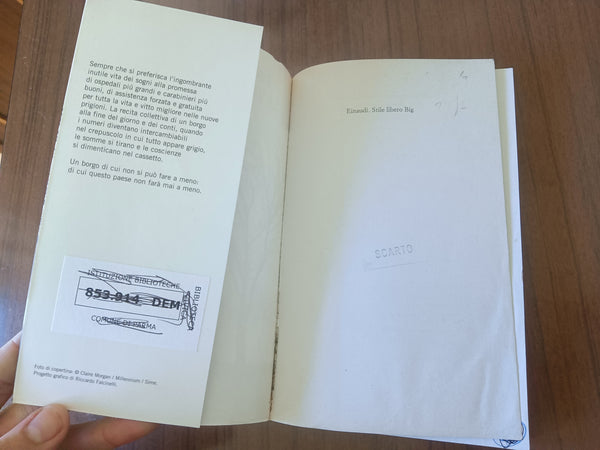 Sempre che si preferisca l'ingombrante
inutile vita dei sogni alla promessa
di ospedali piú grandi e carabinieri piú
buoni, di assistenza forzata e gratuita
per tutta la vita e vitto migliore nelle nuove
prigioni. La recita collettiva di un borgo
alla fine del giorno e dei conti, quando
i numeri diventano intercambiabili
nel crepuscolo in cui tutto appare grigio,
le somme si tirano e le coscienze
si dimenticano nel cassetto.
Un borgo di cui non si può fare a meno:
di cui questo paese non farà mai a meno.
ISTITUZIONE BIBLIOTECHE
853.914 DEM
COMUNE DI PARMA
BIBLIOTECA
Foto di copertina: © Claire Morgan / Millennium / Sime.
Progetto grafico di Riccardo Falcinelli.
Einaudi. Stile libero Big
SCARTO